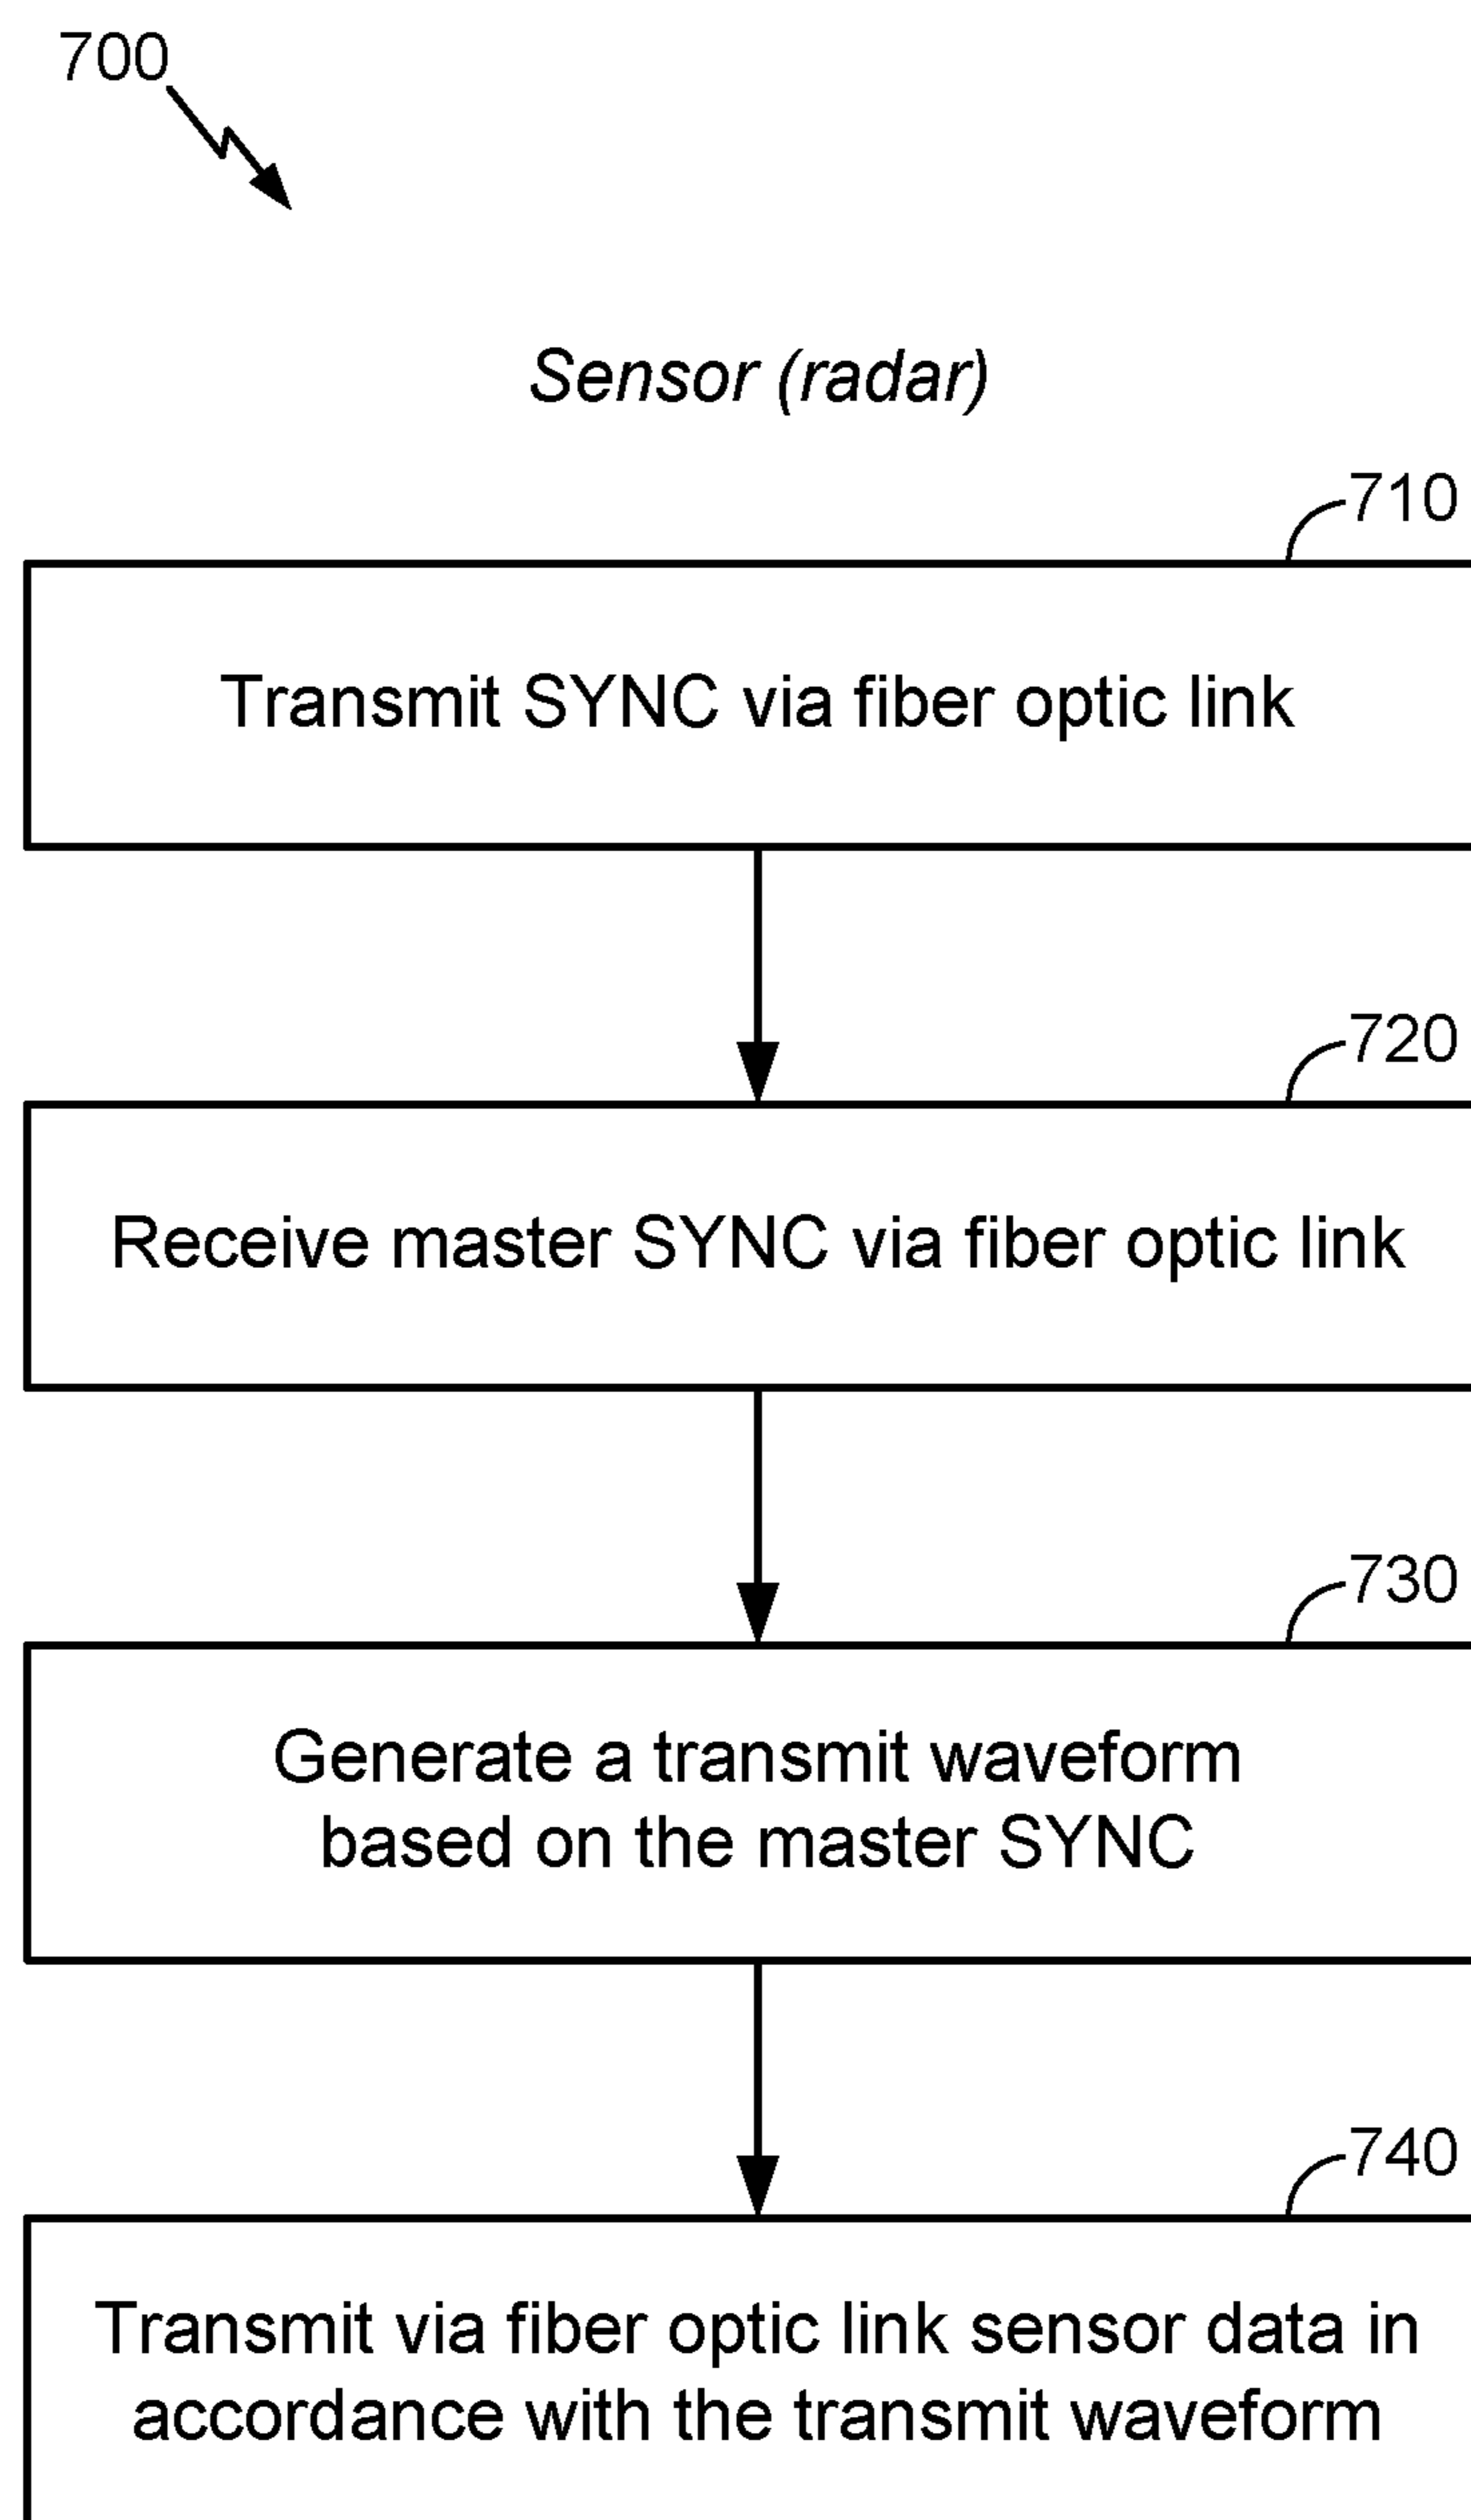 700
Sensor (radar)
710
Transmit SYNC via fiber optic link
720
Receive master SYNC via fiber optic link
730
Generate a transmit waveform
based on the master SYNC
740
Transmit via fiber optic link sensor data in
accordance with the transmit waveform